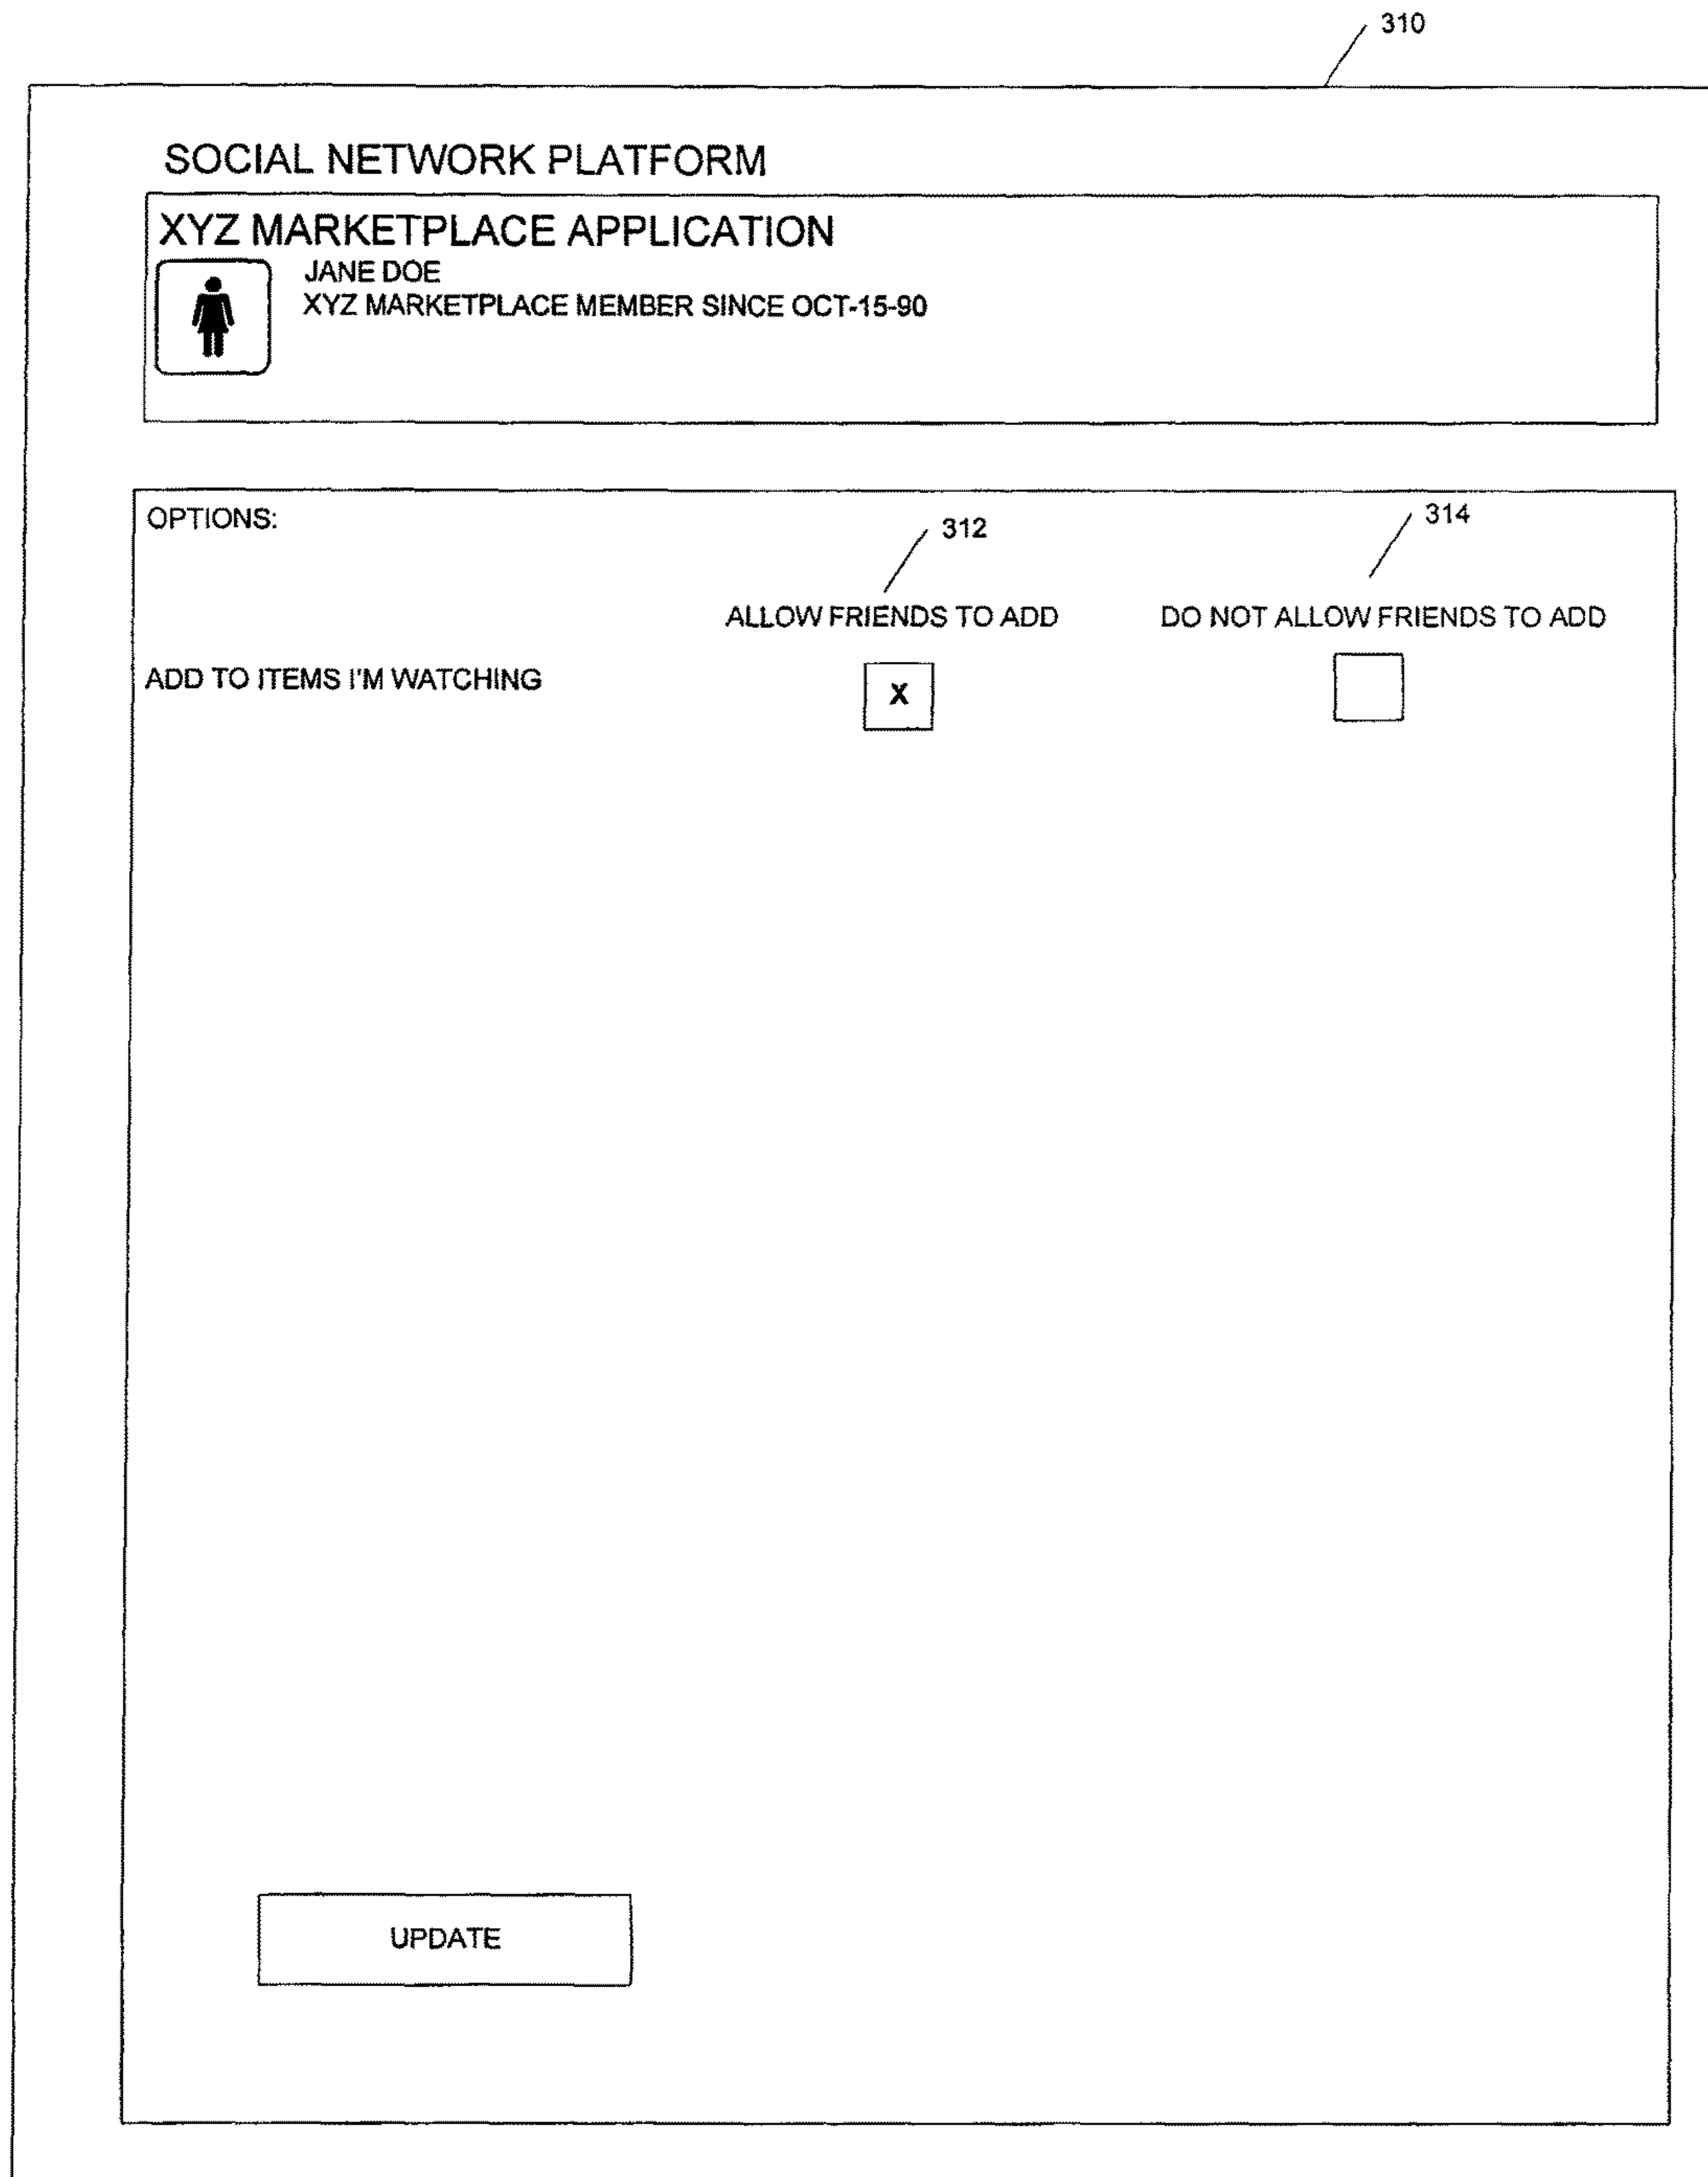 310
SOCIAL NETWORK PLATFORM
XYZ MARKETPLACE APPLICATION
JANE DOE
XYZ MARKETPLACE MEMBER SINCE OCT-15-90
OPTIONS:
312
314
ALLOW FRIENDS TO ADD
DO NOT ALLOW FRIENDS TO ADD
ADD TO ITEMS I'M WATCHING
X
UPDATE